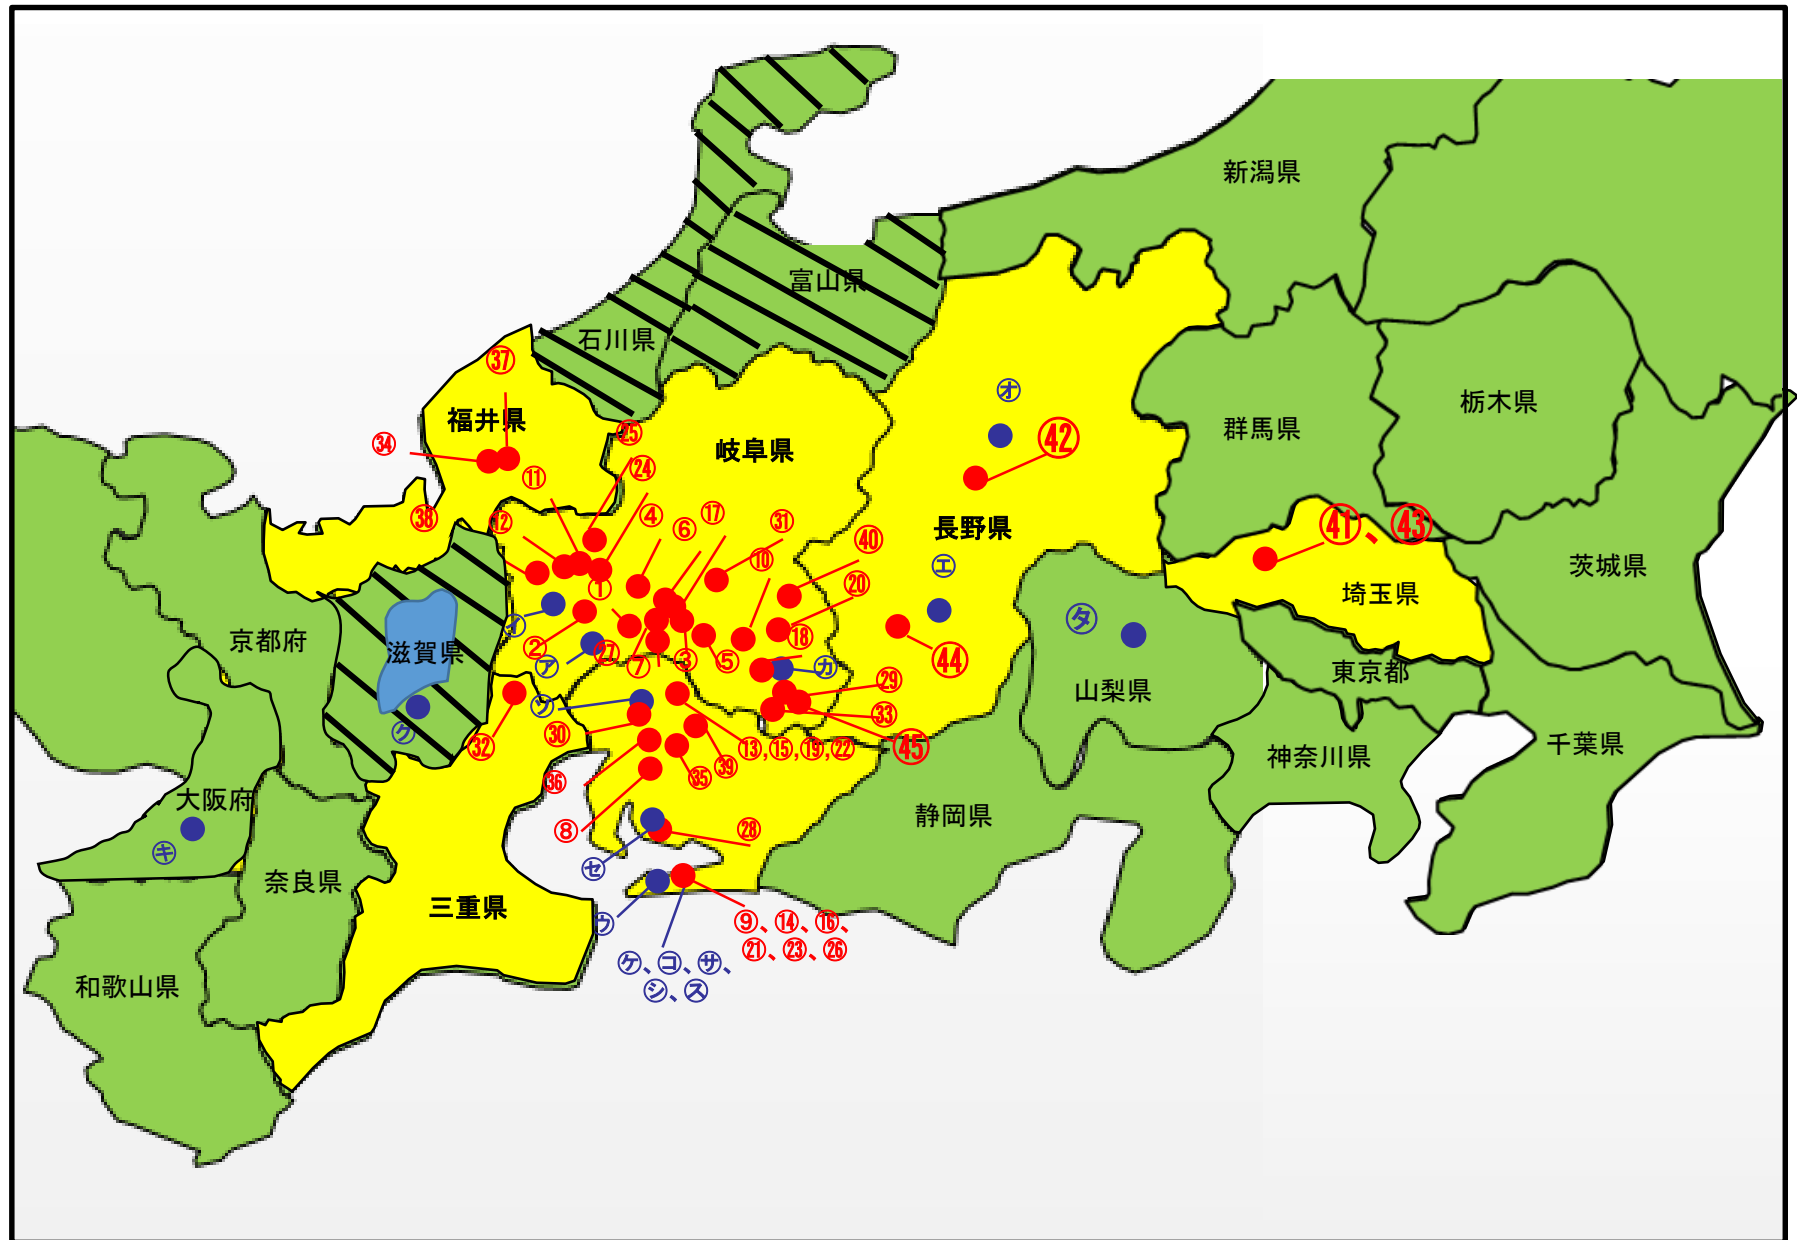 新潟県
富山県
石川県
㊲
福井県
㉞
㊳
⑪
⑫
㉕
㉔
岐阜県
④
⑥
⑰
㉛
⑩
㊵
⑳
⑱
㋔
㊷
長野県
㋓
㊹
群馬県
栃木県
茨城県
㊶、㊸
埼玉県
東京都
千葉県
神奈川県
山梨県
㋟
静岡県
京都府
滋賀県
㋗
大阪府
㋖
奈良県
和歌山県
三重県
①
㋑
②
㋐
㉗
⑦
③
⑤
㋕
㉙
㉝
㊺
㋞
㉜
㉚
㊱
⑧
⑬,⑮,⑲,㉒
㊴
㉟
㉘
㋝
㋒
⑨、⑭、⑯、
㉑、㉓、㉖
㋘、㋙、㋚、
㋛、㋜